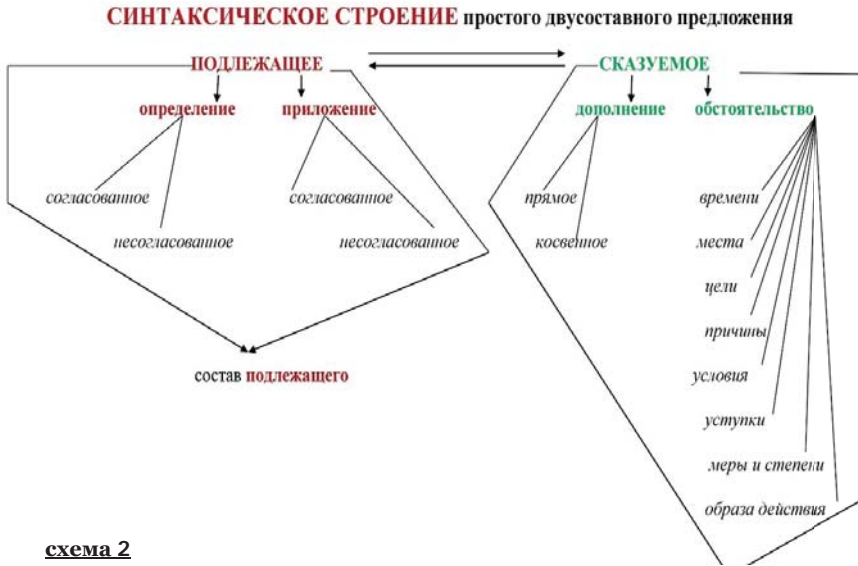 СИНТАКСИЧЕСКОЕ СТРОЕНИЕ простого двусоставного предложения
ПОДЛЕЖАЩЕЕ СКАЗУЕМОЕ
определение приложение дополнение обстоятельство
согласованное согласованное прямое времени
несогласованное несогласованное косвенное места
цели
причины
состав подлежащего условия
уступки
меры и степени
образа действия
схема 2